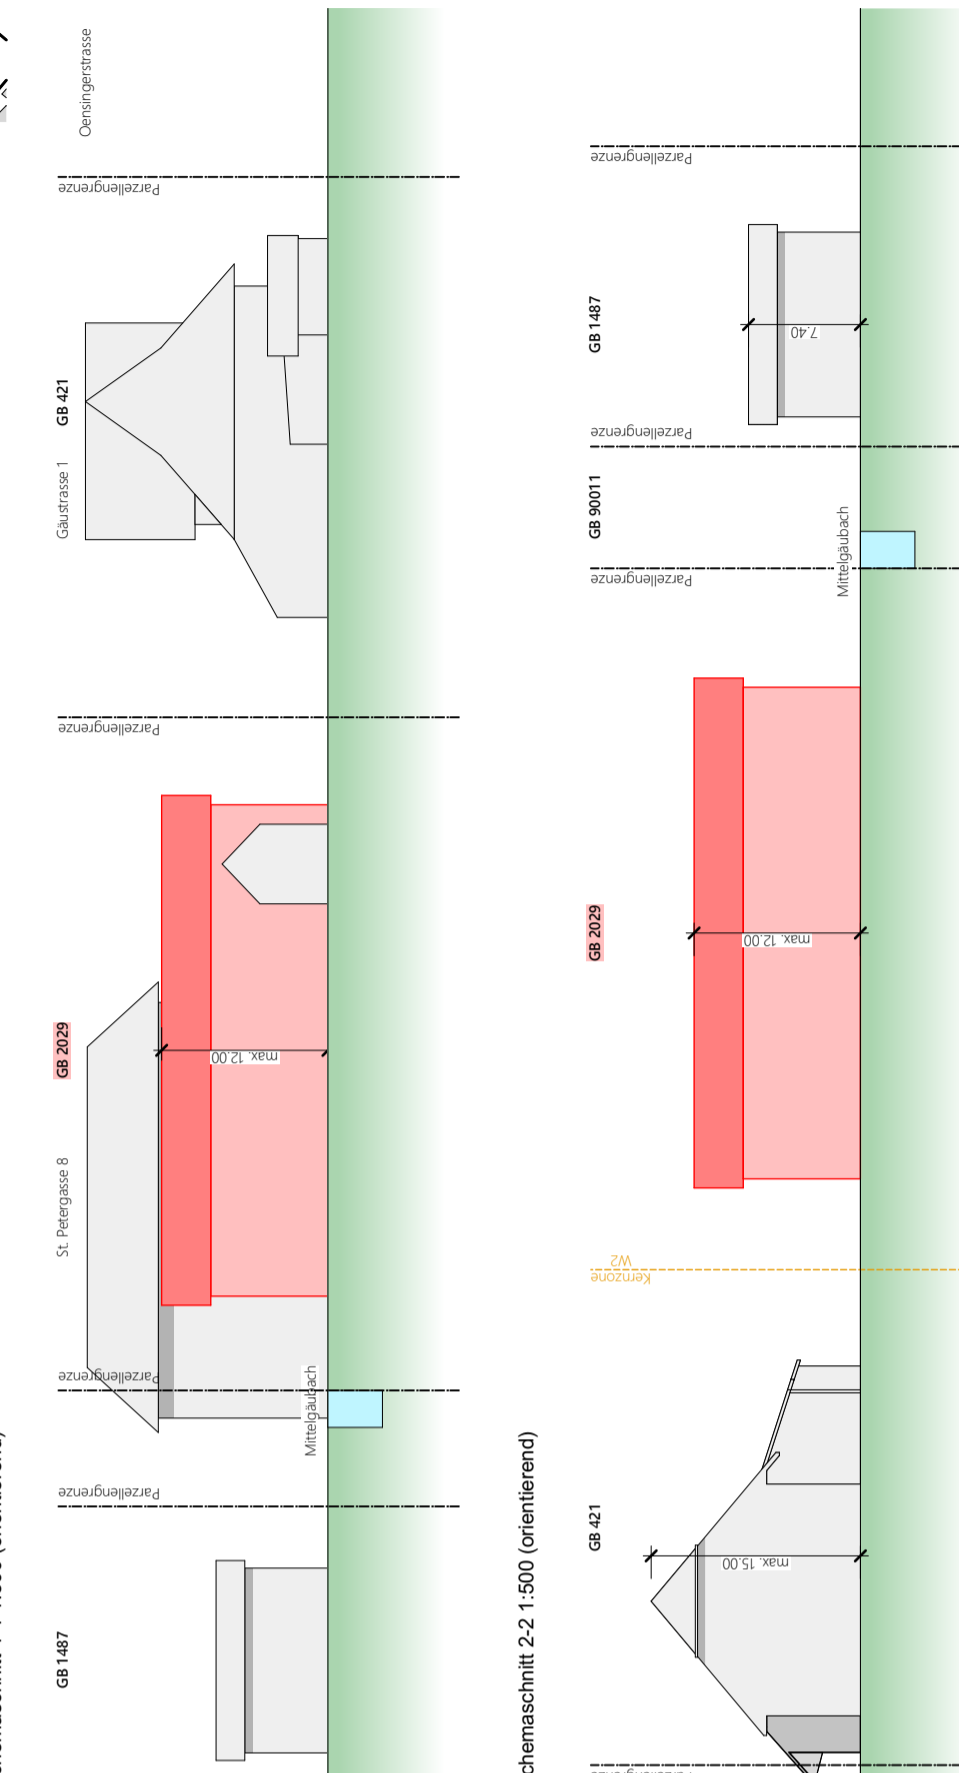 GB 1487
St. Petergasse 8
GB 2029
Gäustrasse 1
GB 421
Oensingerstrasse
Parzellengrenze
Parzellengrenze
Parzellengrenze
Parzellengrenze
max. 12.00
Mittelgäubach
chemaschnitt 2-2 1:500 (orientierend)
GB 421
GB 2029
GB 90011
GB 1487
Kernzone
W2
Parzellengrenze
Parzellengrenze
Parzellengrenze
max. 15.00
max. 12.00
7.40
Mittelgäubach